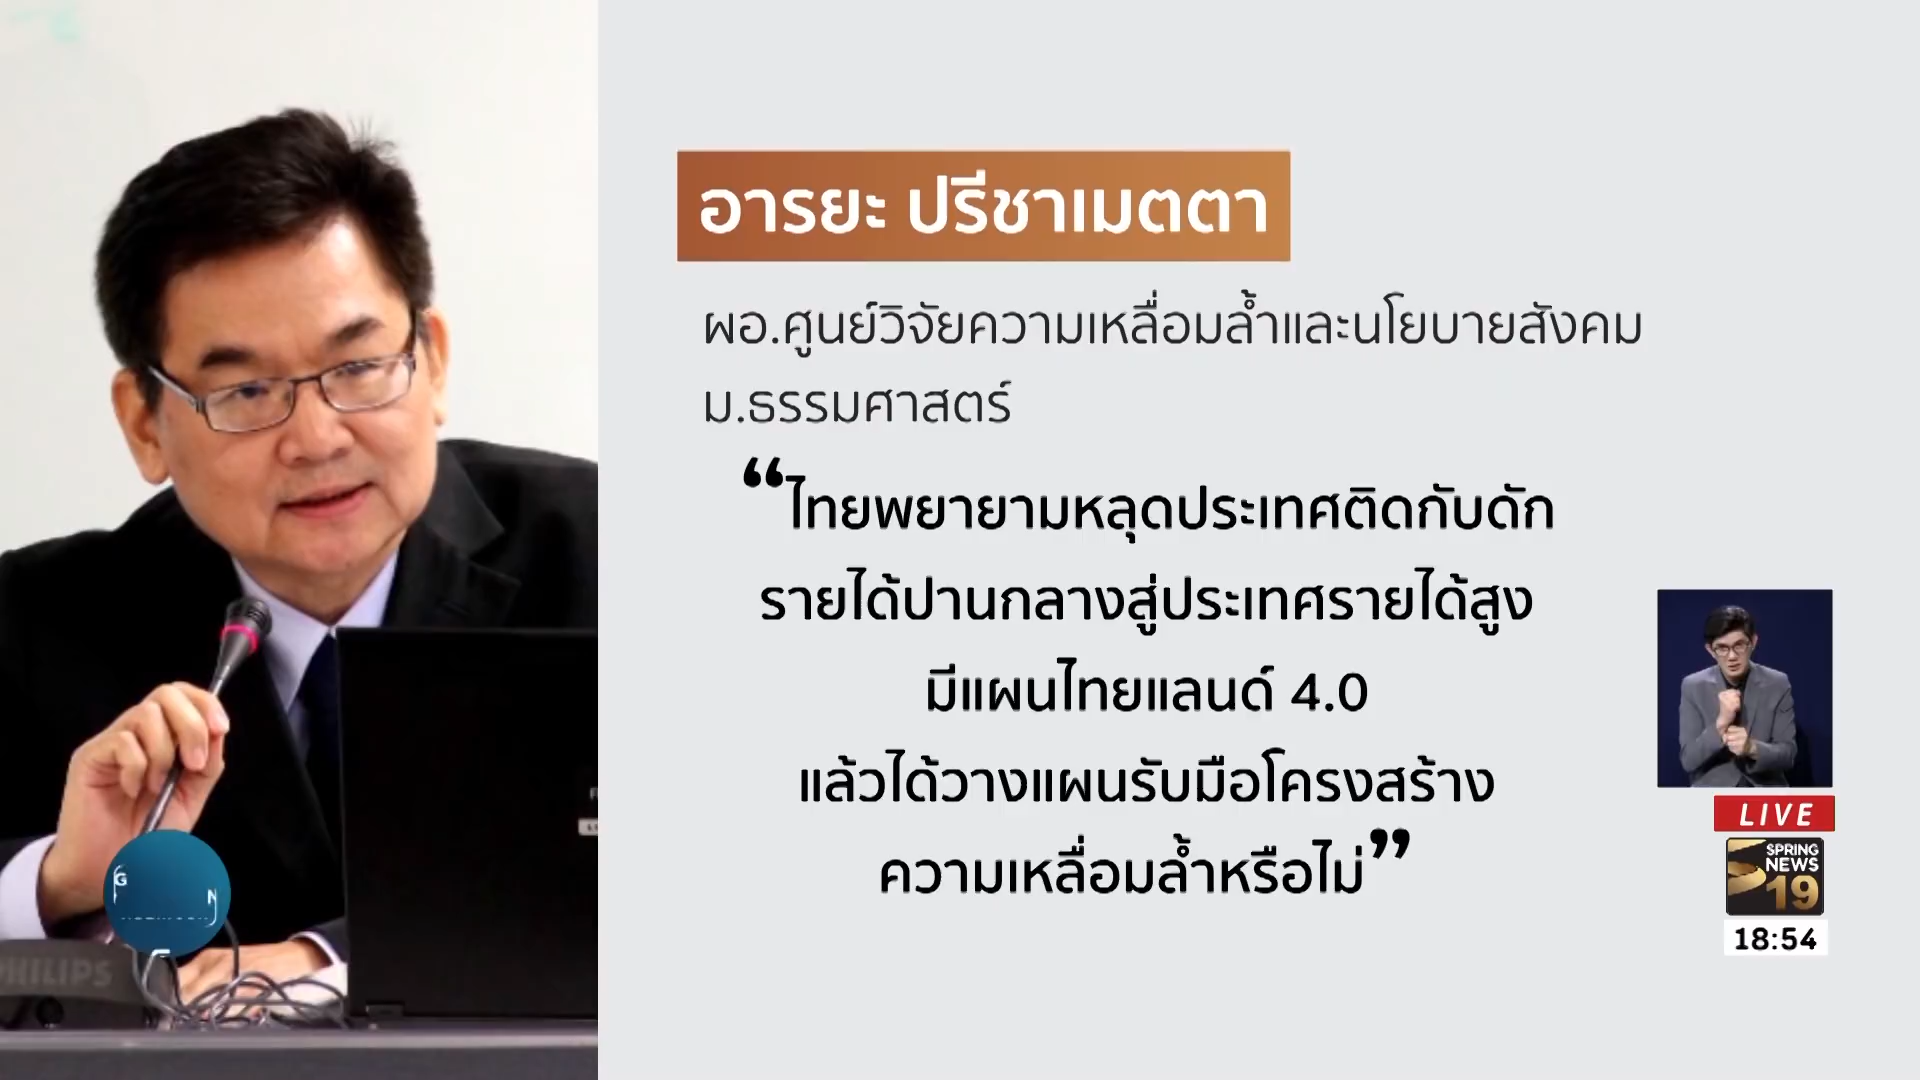 อารยะ ปรีชาเมตตา
ผอ.ศูนย์วิจัยความเหลื่อมล้ำและนโยบายสังคม
ม.ธรรมศาสตร์
“ไทยพยายามหลุดประเทศติดกับดัก
รายได้ปานกลางสู่ประเทศรายได้สูง
มีแผนไทยแลนด์ 4.0
แล้วได้วางแผนรับมือโครงสร้าง
ความเหลื่อมล้ำหรือไม่”
LIVE
SPRING
NEWS
19
18:54
PHILIPS